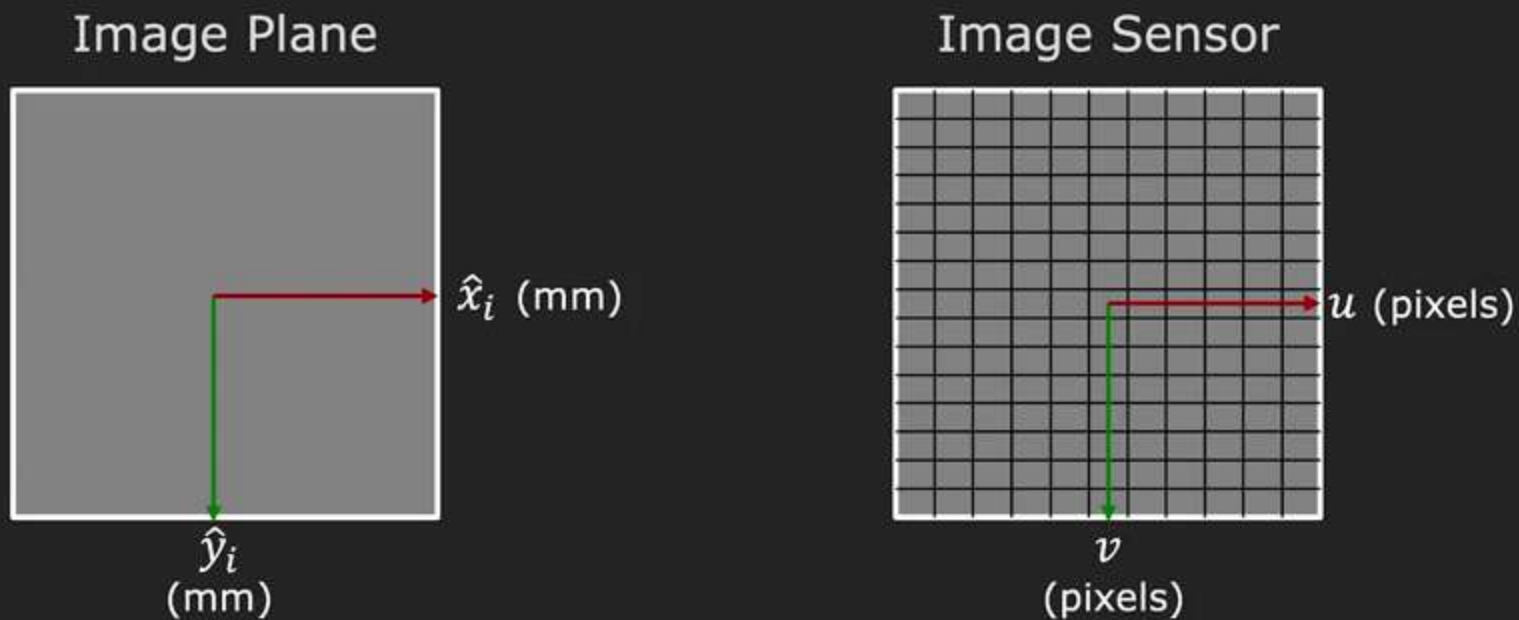 Image Plane
Image Sensor
x̂ᵢ (mm)
u (pixels)
ŷᵢ
(mm)
v
(pixels)